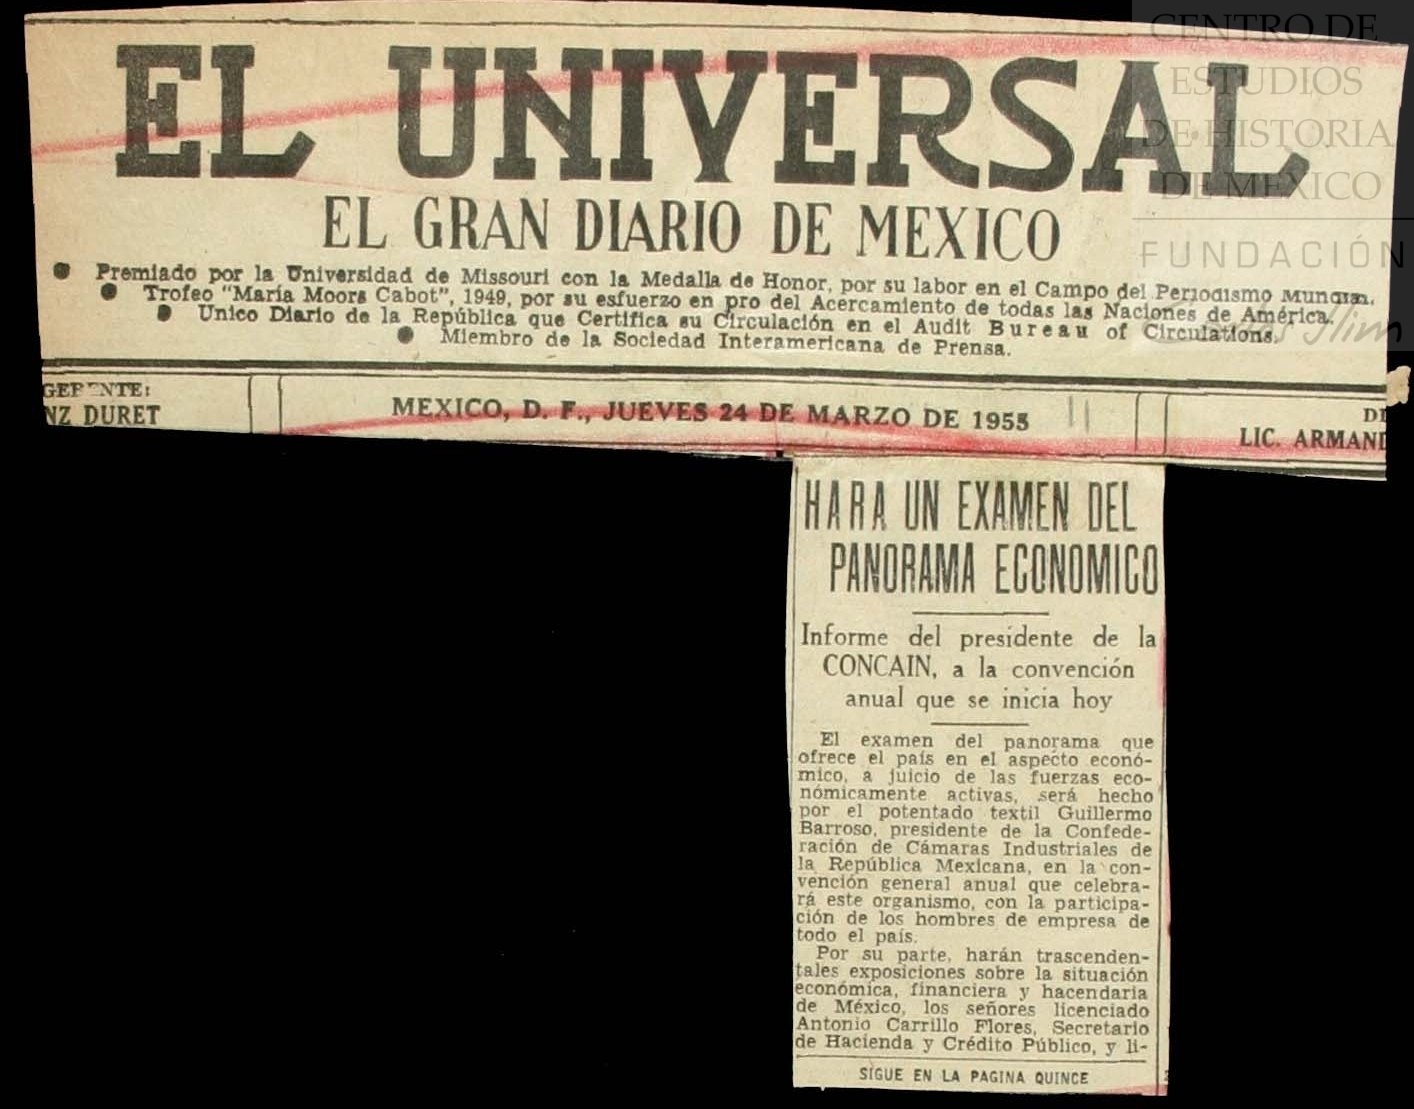 EL UNIVERSAL
EL GRAN DIARIO DE MEXICO
● Premiado por la Universidad de Missouri con la Medalla de Honor, por su labor en el Campo del Periodismo Mundial.
● Trofeo "María Moors Cabot", 1949, por su esfuerzo en pro del Acercamiento de todas las Naciones de América.
● Unico Diario de la República que Certifica su Circulación en el Audit Bureau of Circulations.
● Miembro de la Sociedad Interamericana de Prensa.
GERENTE:
NZ DURET
MEXICO, D. F., JUEVES 24 DE MARZO DE 1955
LIC. ARMAND
HARA UN EXAMEN DEL
PANORAMA ECONOMICO
Informe del presidente de la
CONCAIN, a la convención
anual que se inicia hoy
El examen del panorama que
ofrece el país en el aspecto econó-
mico, a juicio de las fuerzas eco-
nómicamente activas, será hecho
por el potentado textil Guillermo
Barroso, presidente de la Confede-
ración de Cámaras Industriales de
la República Mexicana, en la con-
vención general anual que celebra-
rá este organismo, con la participa-
ción de los hombres de empresa de
todo el país.
Por su parte, harán trascenden-
tales exposiciones sobre la situación
económica, financiera y hacendaria
de México, los señores licenciado
Antonio Carrillo Flores, Secretario
de Hacienda y Crédito Público, y li-
SIGUE EN LA PAGINA QUINCE
CENTRO DE
ESTUDIOS
DE HISTORIA
DE MEXICO
FUNDACIÓN
Slim